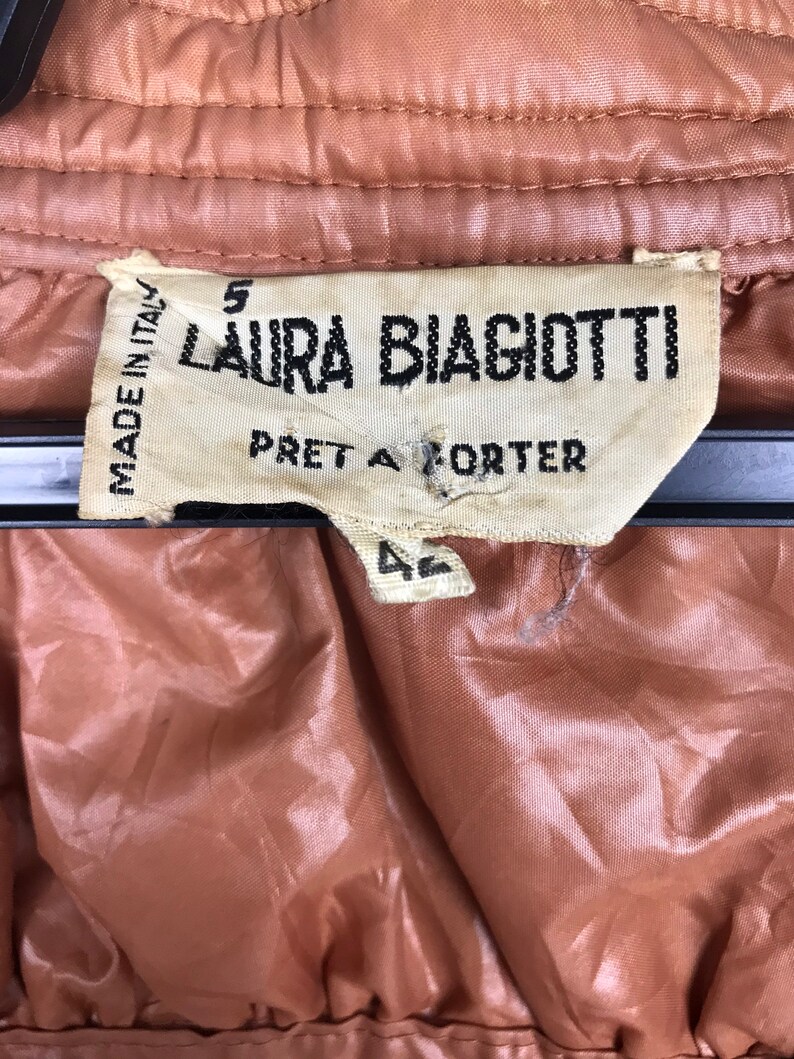 MADE IN ITALY
5
LAURA BIAGIOTTI
PRET A PORTER
42